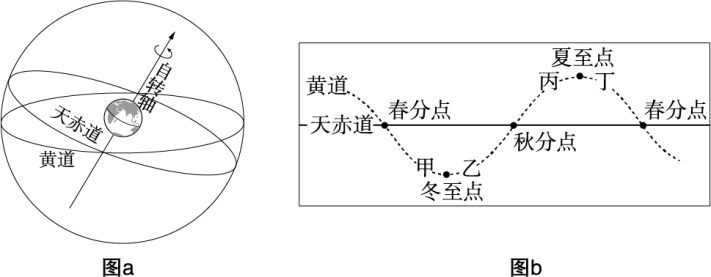 自转轴
天赤道
黄道
图a
夏至点
丙 丁
黄道
春分点
春分点
天赤道
秋分点
甲 乙
冬至点
图b